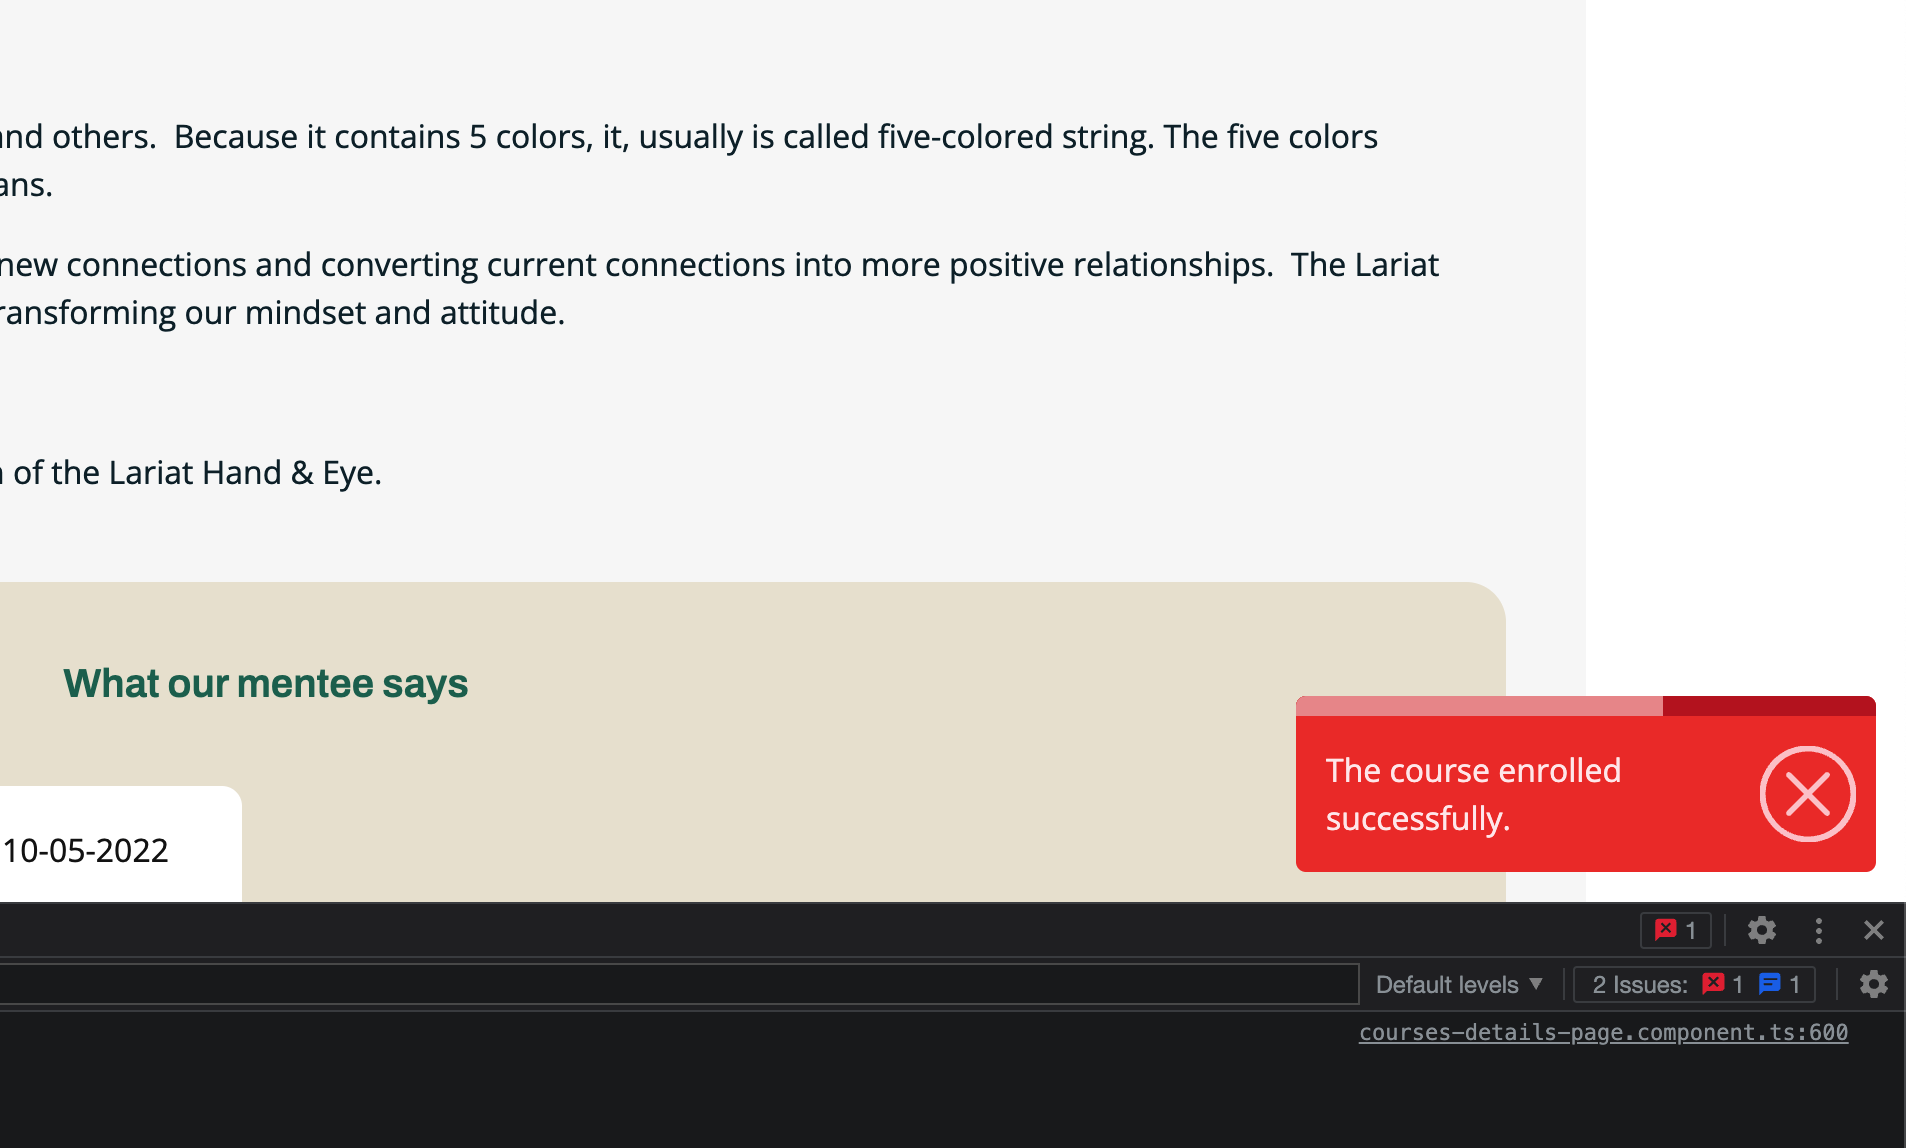 and others.  Because it contains 5 colors, it, usually is called five-colored string. The five colors
ans.
new connections and converting current connections into more positive relationships.  The Lariat
ransforming our mindset and attitude.
of the Lariat Hand & Eye.
What our mentee says
The course enrolled
successfully.
10-05-2022
1
Default levels ▼
2 Issues: 1 1
courses-details-page.component.ts:600